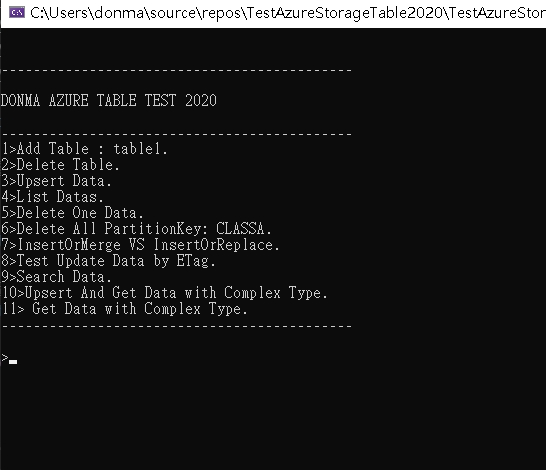 C:\Users\donma\source\repos\TestAzureStorageTable2020\TestAzureStor
--------------------------------------------
DONMA AZURE TABLE TEST 2020
--------------------------------------------
1>Add Table : table1.
2>Delete Table.
3>Upsert Data.
4>List Datas.
5>Delete One Data.
6>Delete All PartitionKey: CLASSA.
7>InsertOrMerge VS InsertOrReplace.
8>Test Update Data by ETag.
9>Search Data.
10>Upsert And Get Data with Complex Type.
11> Get Data with Complex Type.
--------------------------------------------
>